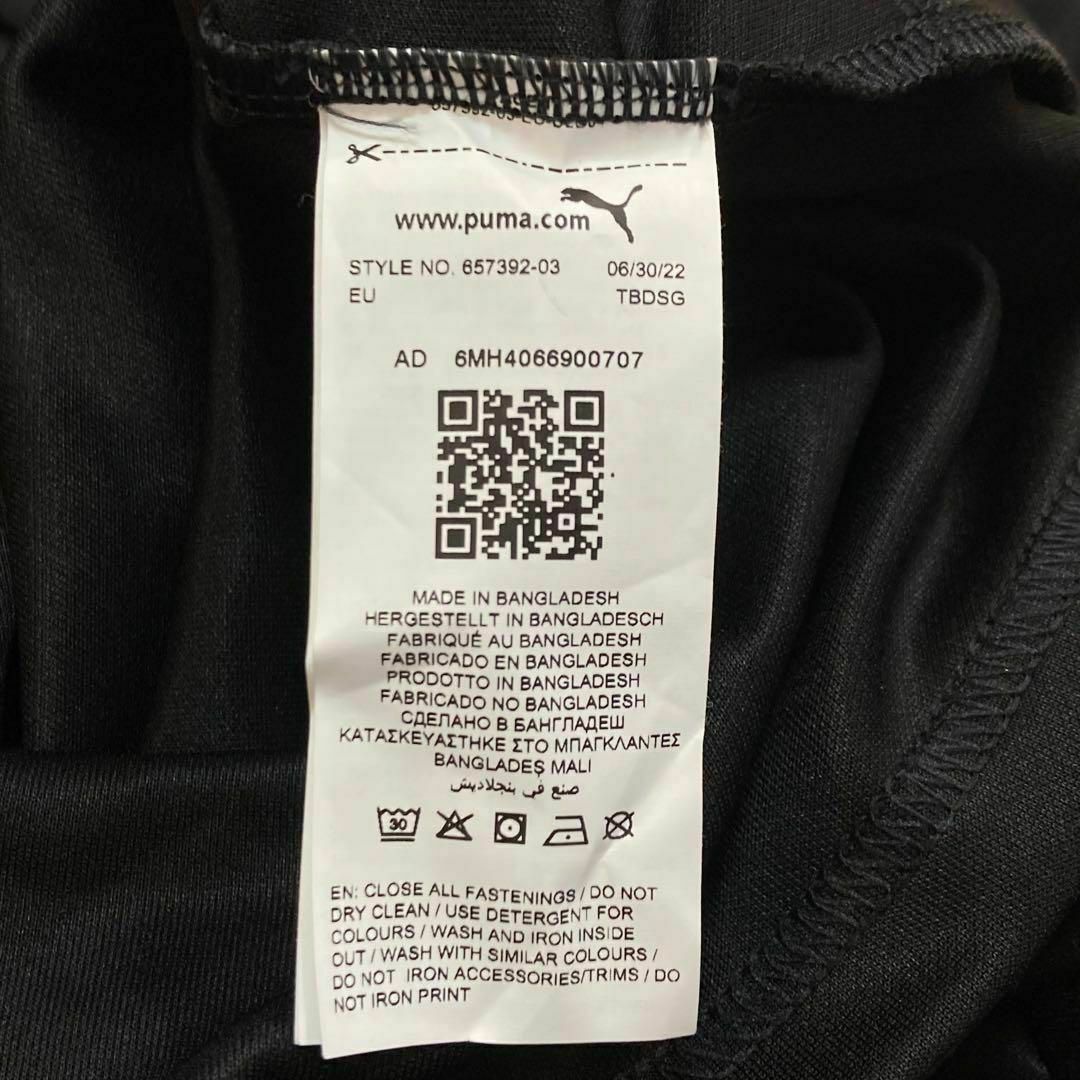 www.puma.com
STYLE NO. 657392-03 06/30/22
EU TBDSG
AD 6MH4066900707
MADE IN BANGLADESH
HERGESTELLT IN BANGLADESCH
FABRIQUÉ AU BANGLADESH
FABRICADO EN BANGLADESH
PRODOTTO IN BANGLADESH
FABRICADO NO BANGLADESH
СДЕЛАНО В БАНГЛАДЕШ
ΚΑΤΑΣΚΕΥΑΣΤΗΚΕ ΣΤΟ ΜΠΑΓΚΛΑΝΤΕΣ
BANGLADEŞ MALI
صنع في بنجلاديش
30
EN: CLOSE ALL FASTENINGS / DO NOT
DRY CLEAN / USE DETERGENT FOR
COLOURS / WASH AND IRON INSIDE
OUT / WASH WITH SIMILAR COLOURS /
DO NOT IRON ACCESSORIES/TRIMS / DO
NOT IRON PRINT